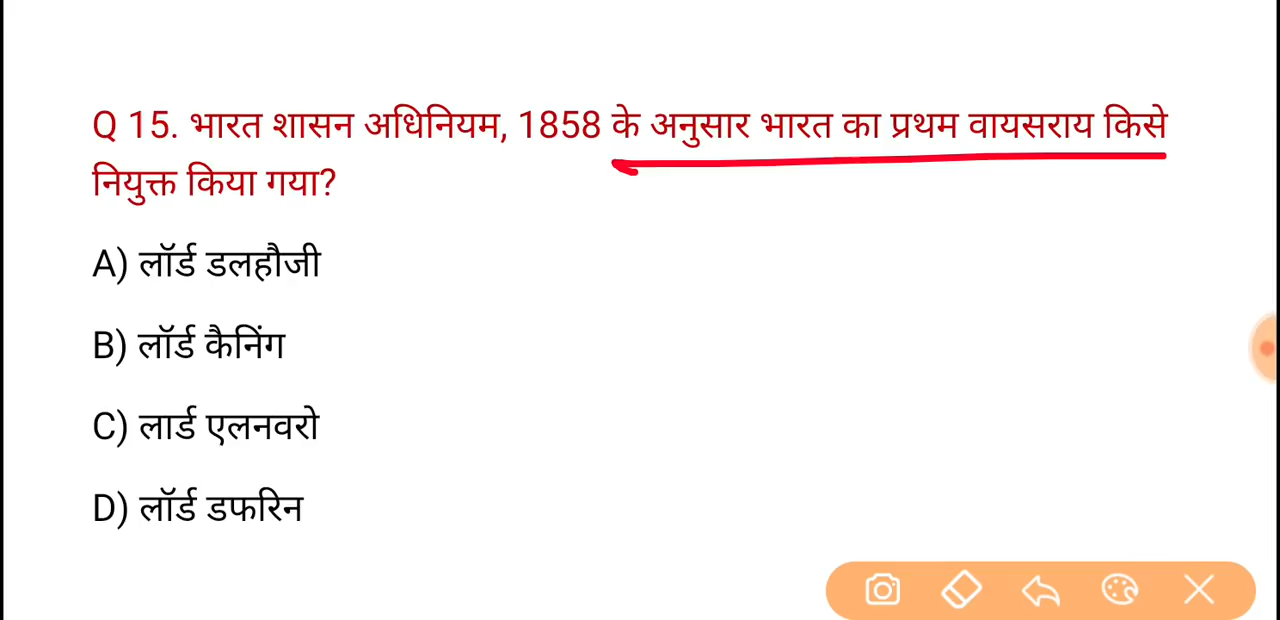 Q 15. भारत शासन अधिनियम, 1858 के अनुसार भारत का प्रथम वायसराय किसे
नियुक्त किया गया?
A) लॉर्ड डलहौजी
B) लॉर्ड कैनिंग
C) लार्ड एलनवरो
D) लॉर्ड डफरिन